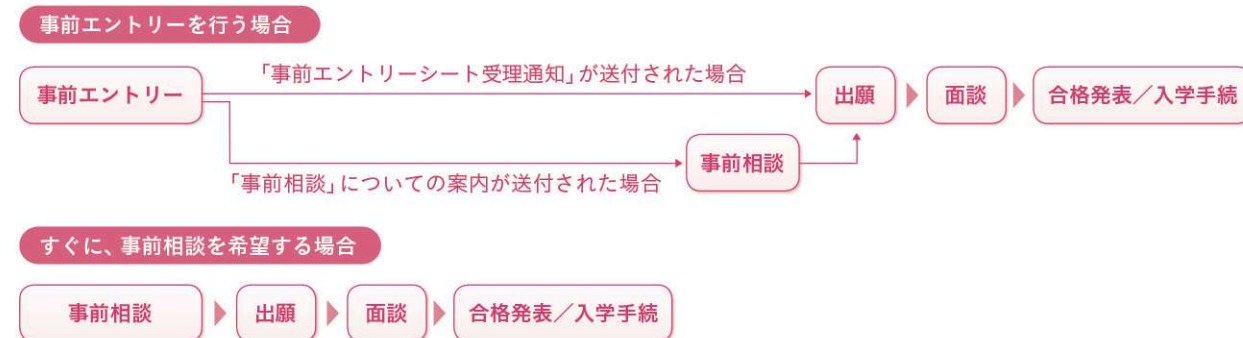 事前エントリーを行う場合
「事前エントリーシート受理通知」が送付された場合
事前エントリー
出願
面談
合格発表／入学手続
事前相談
「事前相談」についての案内が送付された場合
すぐに、事前相談を希望する場合
事前相談
出願
面談
合格発表／入学手続